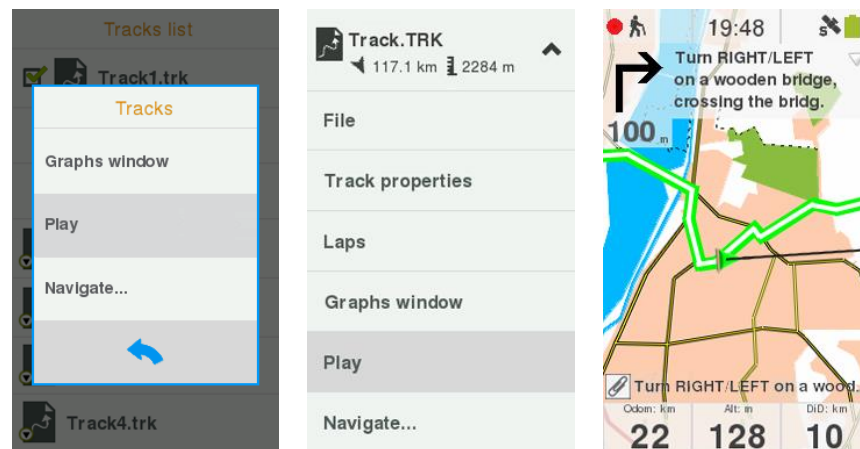 Tracks list
Track1.trk
Tracks
Graphs window
Play
Navigate...
Track4.trk
Track.TRK
117.1 km 2284 m
File
Track properties
Laps
Graphs window
Play
Navigate...
19:48
S
Turn RIGHT/LEFT
on a wooden bridge,
crossing the bridg.
100 m
Turn RIGHT/LEFT on a wood.
Odom: km Alt: m DiD: km
22 128 10